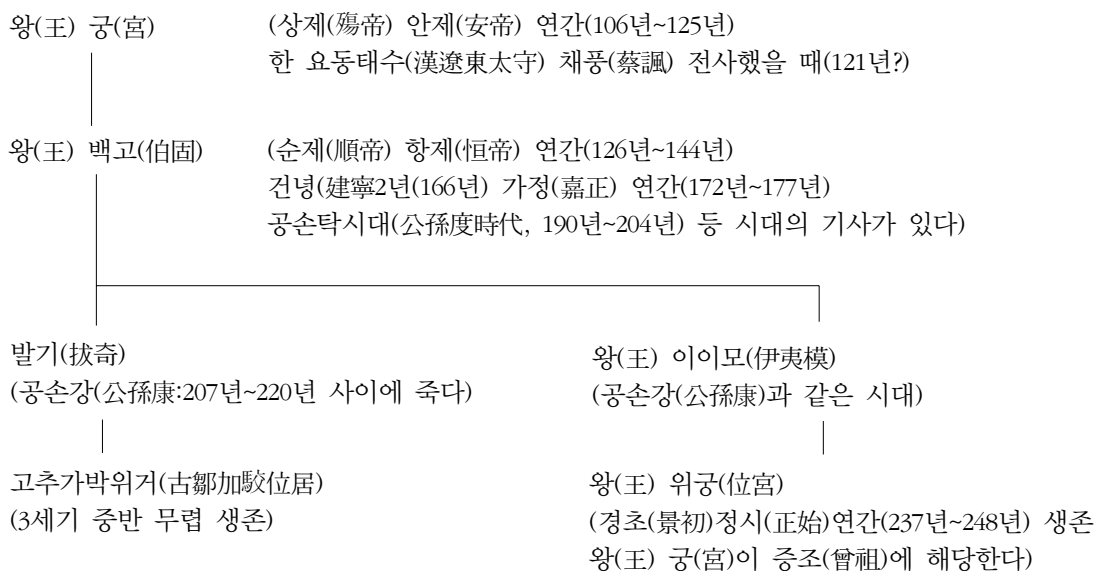 왕(王) 궁(宮)
(상제(殤帝) 안제(安帝) 연간(106년~125년)
한 요동태수(漢遼東太守) 채풍(蔡諷) 전사했을 때(121년?)
왕(王) 백고(伯固)
(순제(順帝) 항제(恒帝) 연간(126년~144년)
건녕(建寧2년(166년) 가정(嘉正) 연간(172년~177년)
공손탁시대(公孫度時代, 190년~204년) 등 시대의 기사가 있다)
발기(拔奇)
(공손강(公孫康:207년~220년 사이에 죽다)
왕(王) 이이모(伊夷模)
(공손강(公孫康)과 같은 시대)
고추가박위거(古鄒加駮位居)
(3세기 중반 무렵 생존)
왕(王) 위궁(位宮)
(경초(景初)정시(正始)연간(237년~248년) 생존
왕(王) 궁(宮)이 증조(曾祖)에 해당한다)